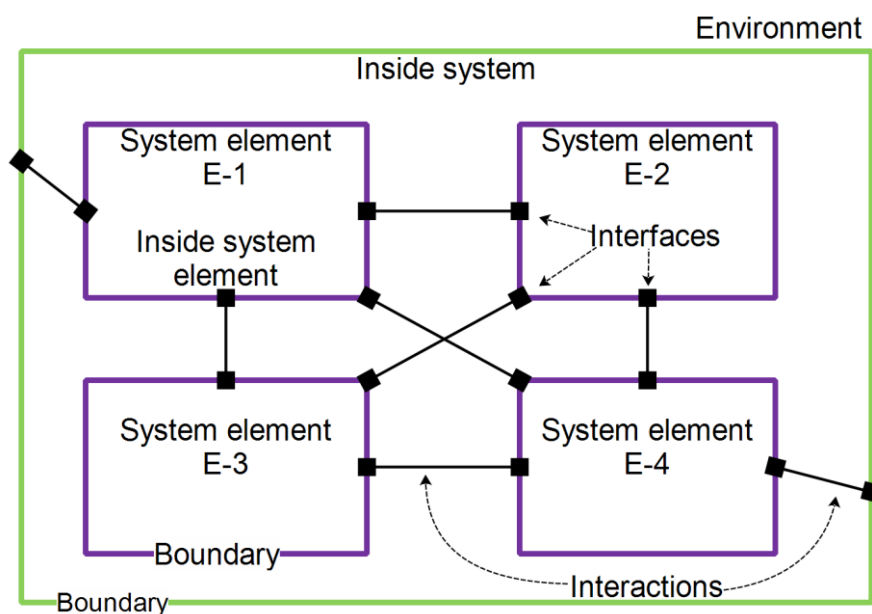 Environment
Inside system
System element
E-1
System element
E-2
Inside system
element
Interfaces
System element
E-3
System element
E-4
Boundary
Interactions
Boundary